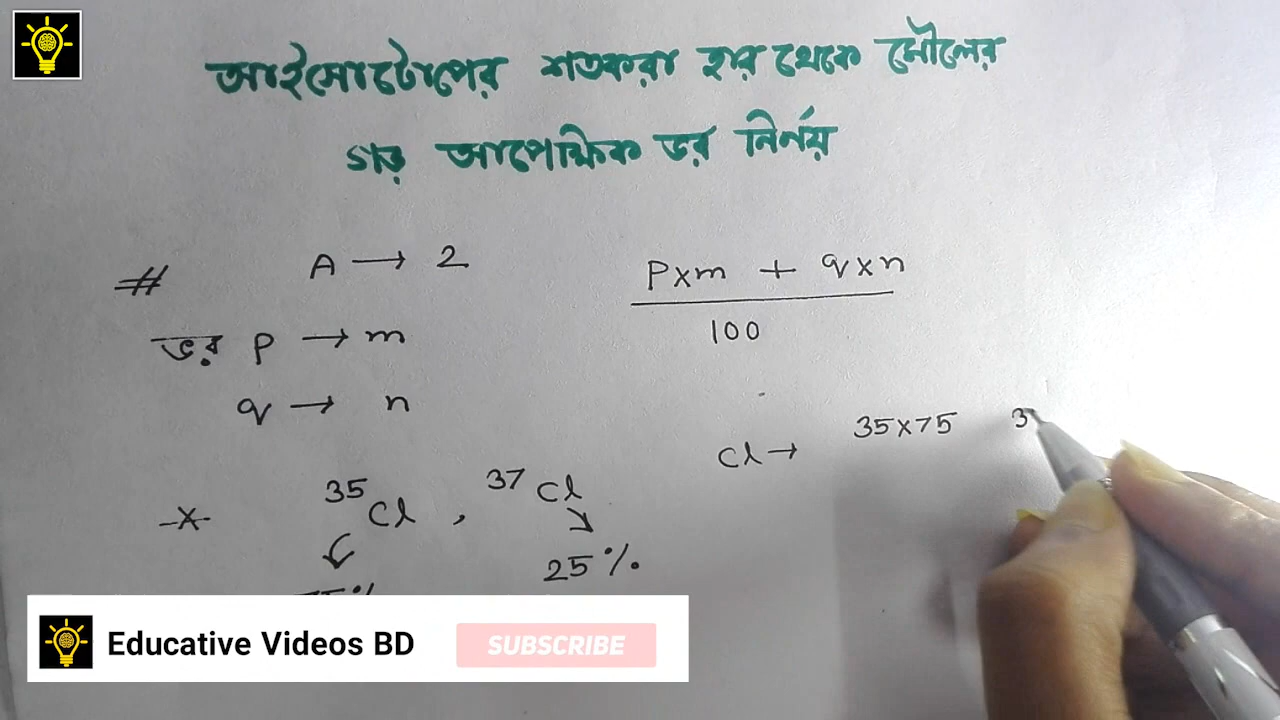 আইসোটোপের শতকরা হার থেকে মৌলের
গড় আপেক্ষিক ভর নির্ণয়
# A → 2
ভর p → m
q → n
p×m + q×n
100
* 35Cl , 37Cl
25%
Cl → 35×75 3
Educative Videos BD SUBSCRIBE